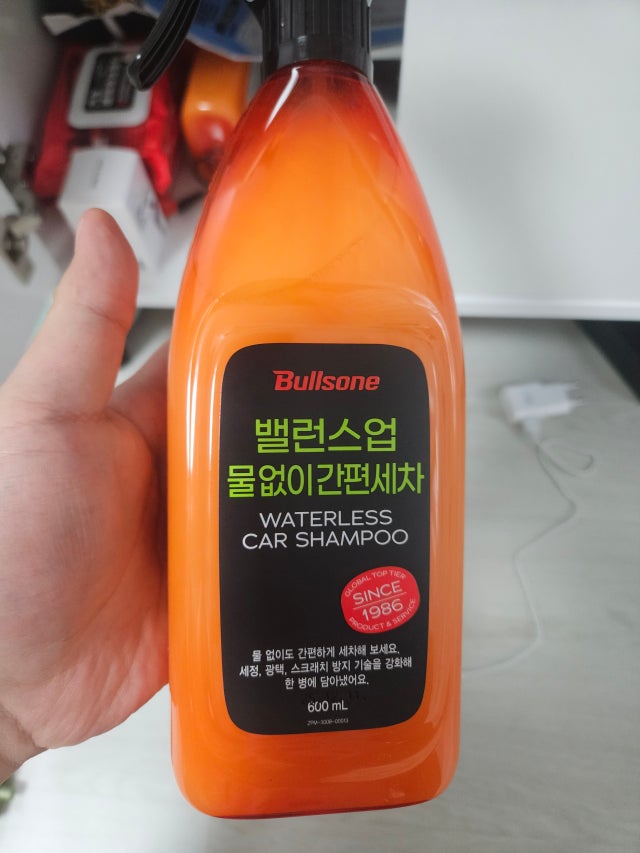 Bullsone
밸런스업
물없이간편세차
WATERLESS
CAR SHAMPOO
GLOBAL TOP TIER
SINCE
1986
PRODUCT & SERVICE
물 없이도 간편하게 세차해 보세요.
세정, 광택, 스크래치 방지 기술을 강화해
한 병에 담아냈어요.
600 mL